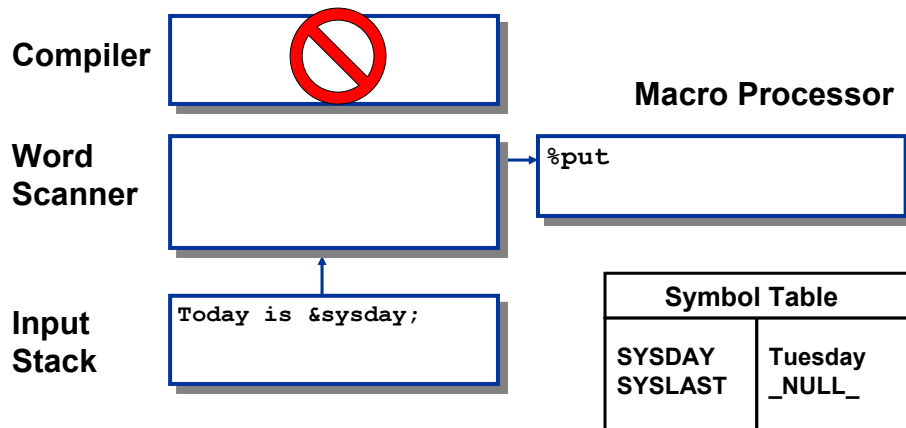 Compiler
Macro Processor
Word
Scanner
%put
Input
Stack
Today is &sysday;
Symbol Table
SYSDAY Tuesday
SYSLAST _NULL_